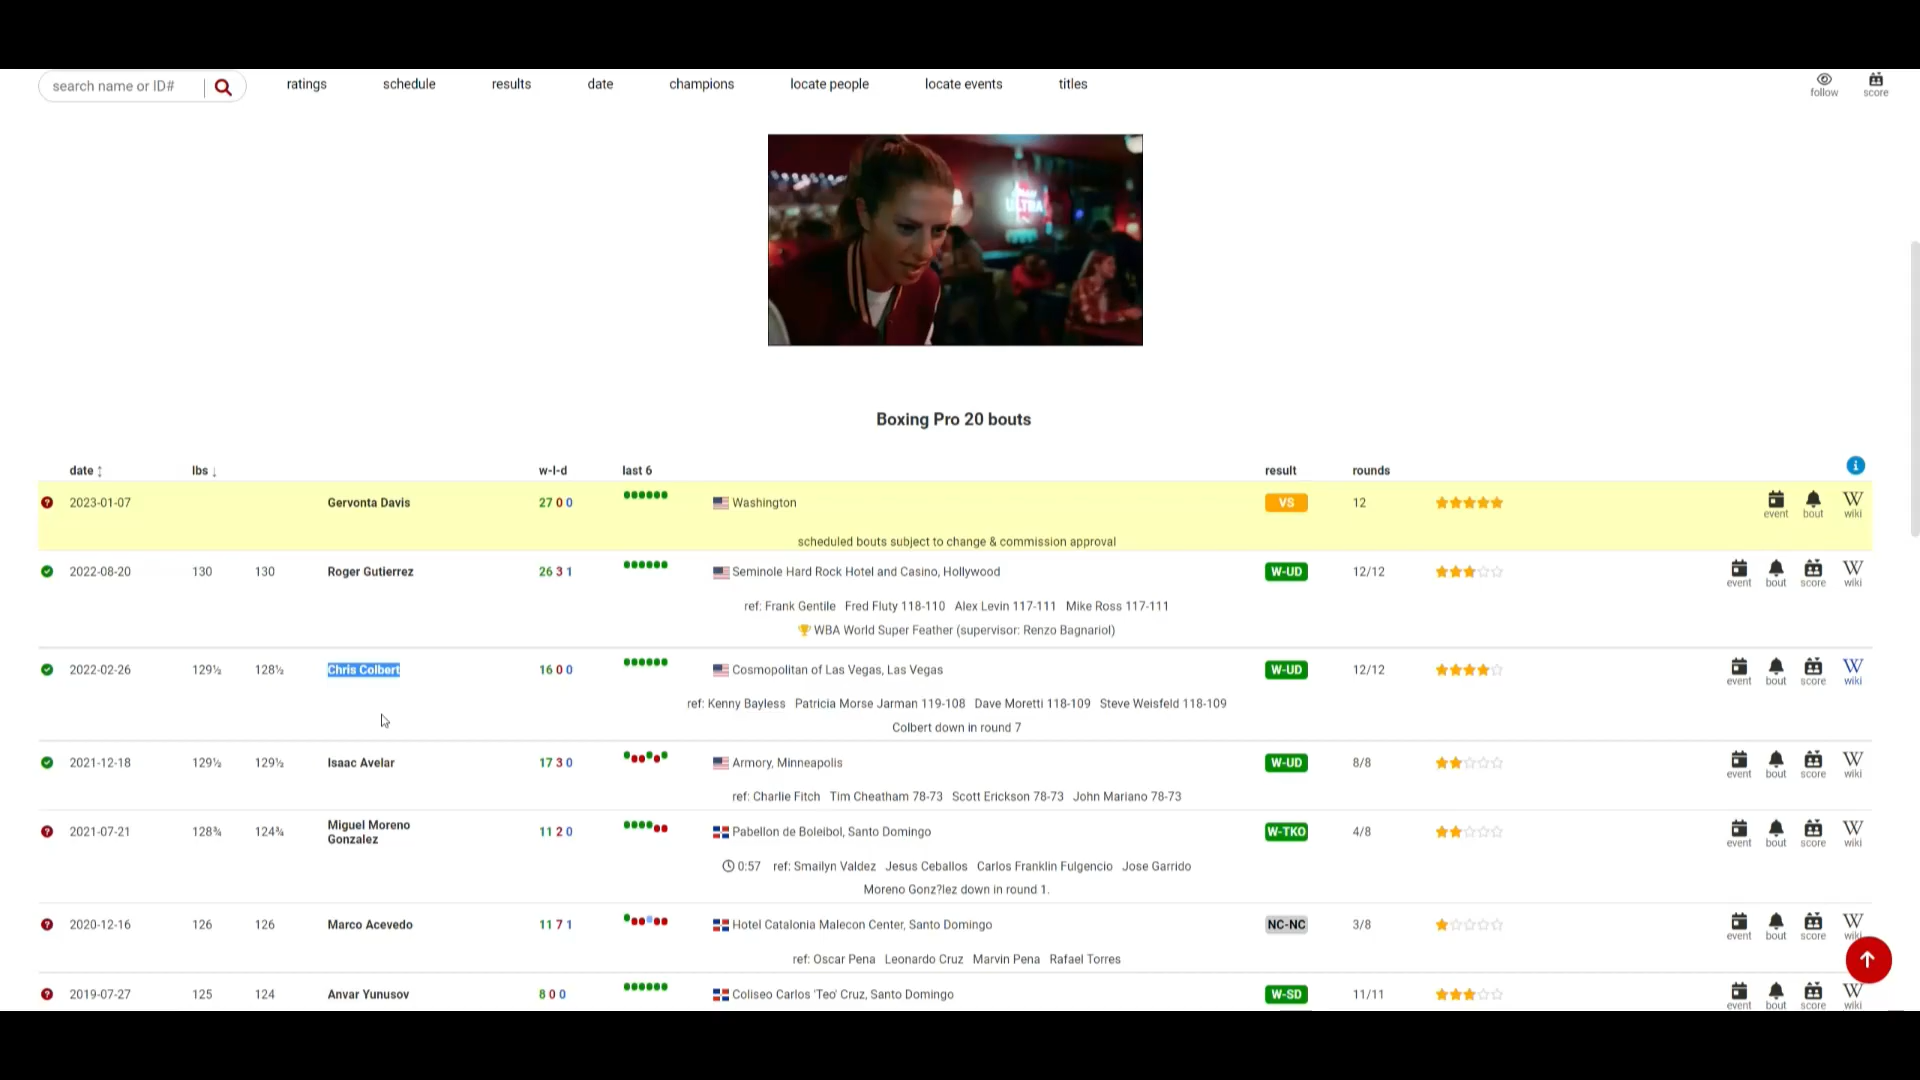 search name or ID# ratings schedule results date champions locate people locate events titles follow score
ULTRA
Boxing Pro 20 bouts
date lbs w-l-d last 6 result rounds
2023-01-07 Gervonta Davis 27 0 0 Washington VS 12 event bout wiki
scheduled bouts subject to change & commission approval
2022-08-20 130 130 Roger Gutierrez 26 3 1 Seminole Hard Rock Hotel and Casino, Hollywood W-UD 12/12 event bout score wiki
ref: Frank Gentile Fred Fluty 118-110 Alex Levin 117-111 Mike Ross 117-111
WBA World Super Feather (supervisor: Renzo Bagnariol)
2022-02-26 129½ 128½ Chris Colbert 16 0 0 Cosmopolitan of Las Vegas, Las Vegas W-UD 12/12 event bout score wiki
ref: Kenny Bayless Patricia Morse Jarman 119-108 Dave Moretti 118-109 Steve Weisfeld 118-109
Colbert down in round 7
2021-12-18 129½ 129½ Isaac Avelar 17 3 0 Armory, Minneapolis W-UD 8/8 event bout score wiki
ref: Charlie Fitch Tim Cheatham 78-73 Scott Erickson 78-73 John Mariano 78-73
2021-07-21 128¾ 124¾ Miguel Moreno Gonzalez 11 2 0 Pabellon de Boleibol, Santo Domingo W-TKO 4/8 event bout score wiki
0:57 ref: Smailyn Valdez Jesus Ceballos Carlos Franklin Fulgencio Jose Garrido
Moreno Gonz?lez down in round 1.
2020-12-16 126 126 Marco Acevedo 11 7 1 Hotel Catalonia Malecon Center, Santo Domingo NC-NC 3/8 event bout score wiki
ref: Oscar Pena Leonardo Cruz Marvin Pena Rafael Torres
2019-07-27 125 124 Anvar Yunusov 8 0 0 Coliseo Carlos 'Teo' Cruz, Santo Domingo W-SD 11/11 event bout score wiki